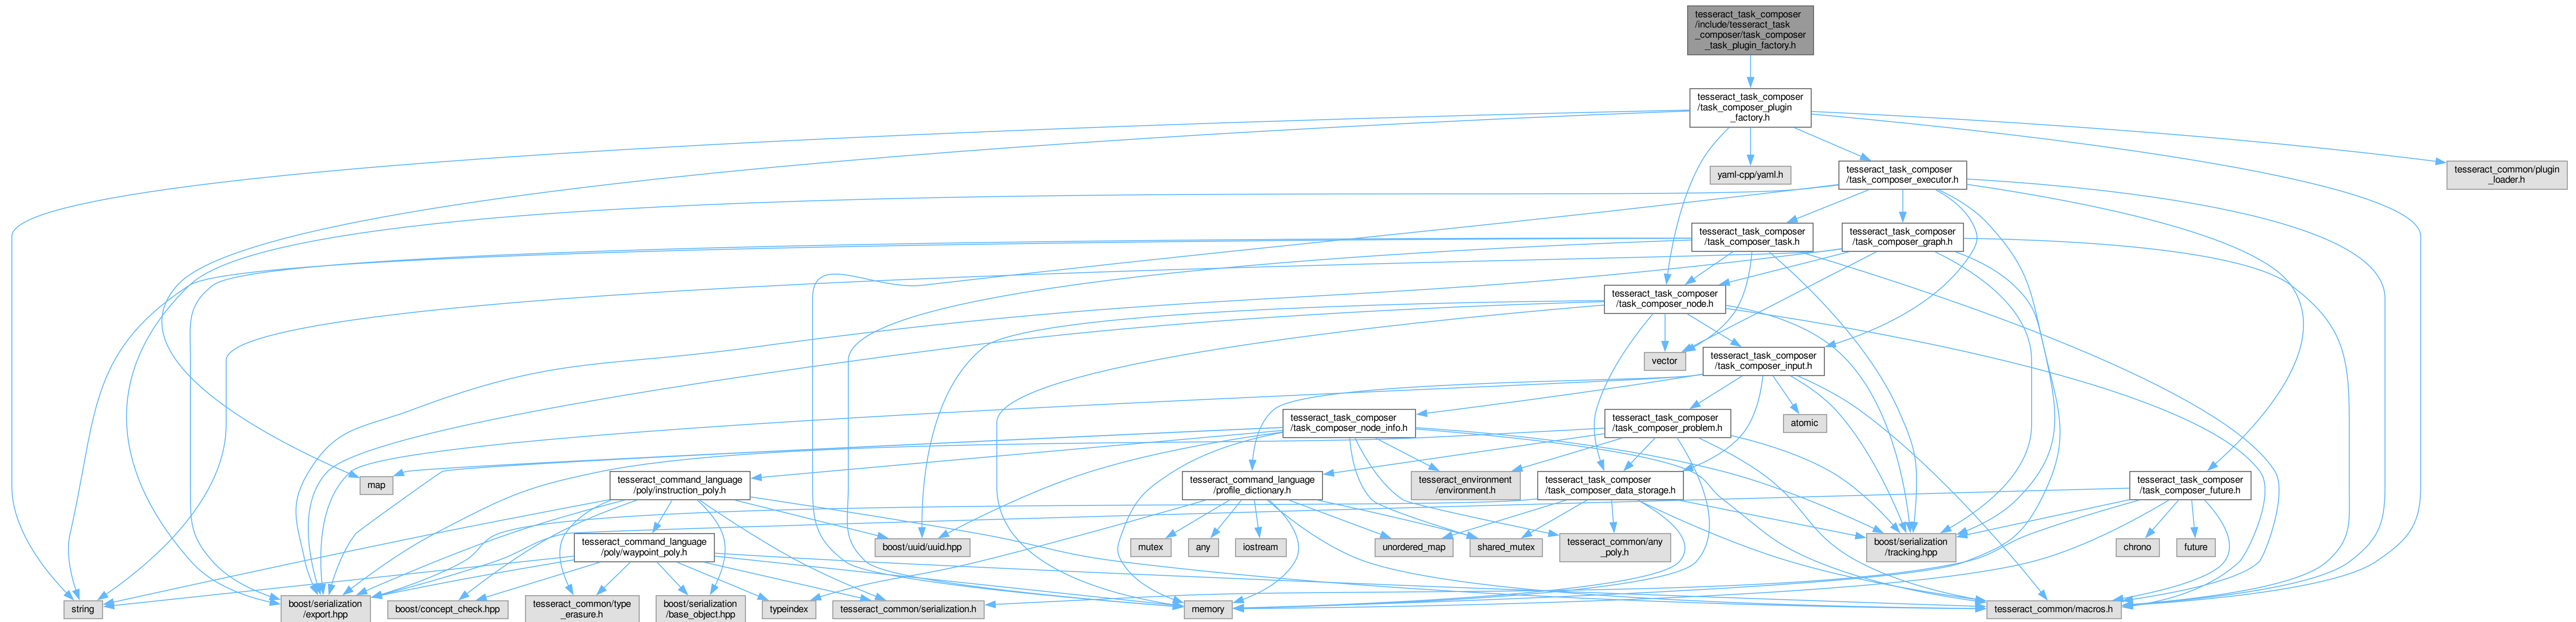 tesseract_task_composer
/include/tesseract_task
_composer/task_composer
_task_plugin_factory.h
tesseract_task_composer
/task_composer_plugin
_factory.h
yaml-cpp/yaml.h
tesseract_task_composer
/task_composer_executor.h
tesseract_common/plugin
_loader.h
tesseract_task_composer
/task_composer_task.h
tesseract_task_composer
/task_composer_graph.h
tesseract_task_composer
/task_composer_node.h
vector
tesseract_task_composer
/task_composer_input.h
tesseract_task_composer
/task_composer_node_info.h
tesseract_task_composer
/task_composer_problem.h
atomic
map
tesseract_command_language
/poly/instruction_poly.h
tesseract_command_language
/profile_dictionary.h
tesseract_environment
/environment.h
tesseract_task_composer
/task_composer_data_storage.h
tesseract_task_composer
/task_composer_future.h
tesseract_command_language
/poly/waypoint_poly.h
boost/uuid/uuid.hpp
mutex
any
iostream
unordered_map
shared_mutex
tesseract_common/any
_poly.h
boost/serialization
/tracking.hpp
chrono
future
string
boost/serialization
/export.hpp
boost/concept_check.hpp
tesseract_common/type
_erasure.h
boost/serialization
/base_object.hpp
typeindex
tesseract_common/serialization.h
memory
tesseract_common/macros.h